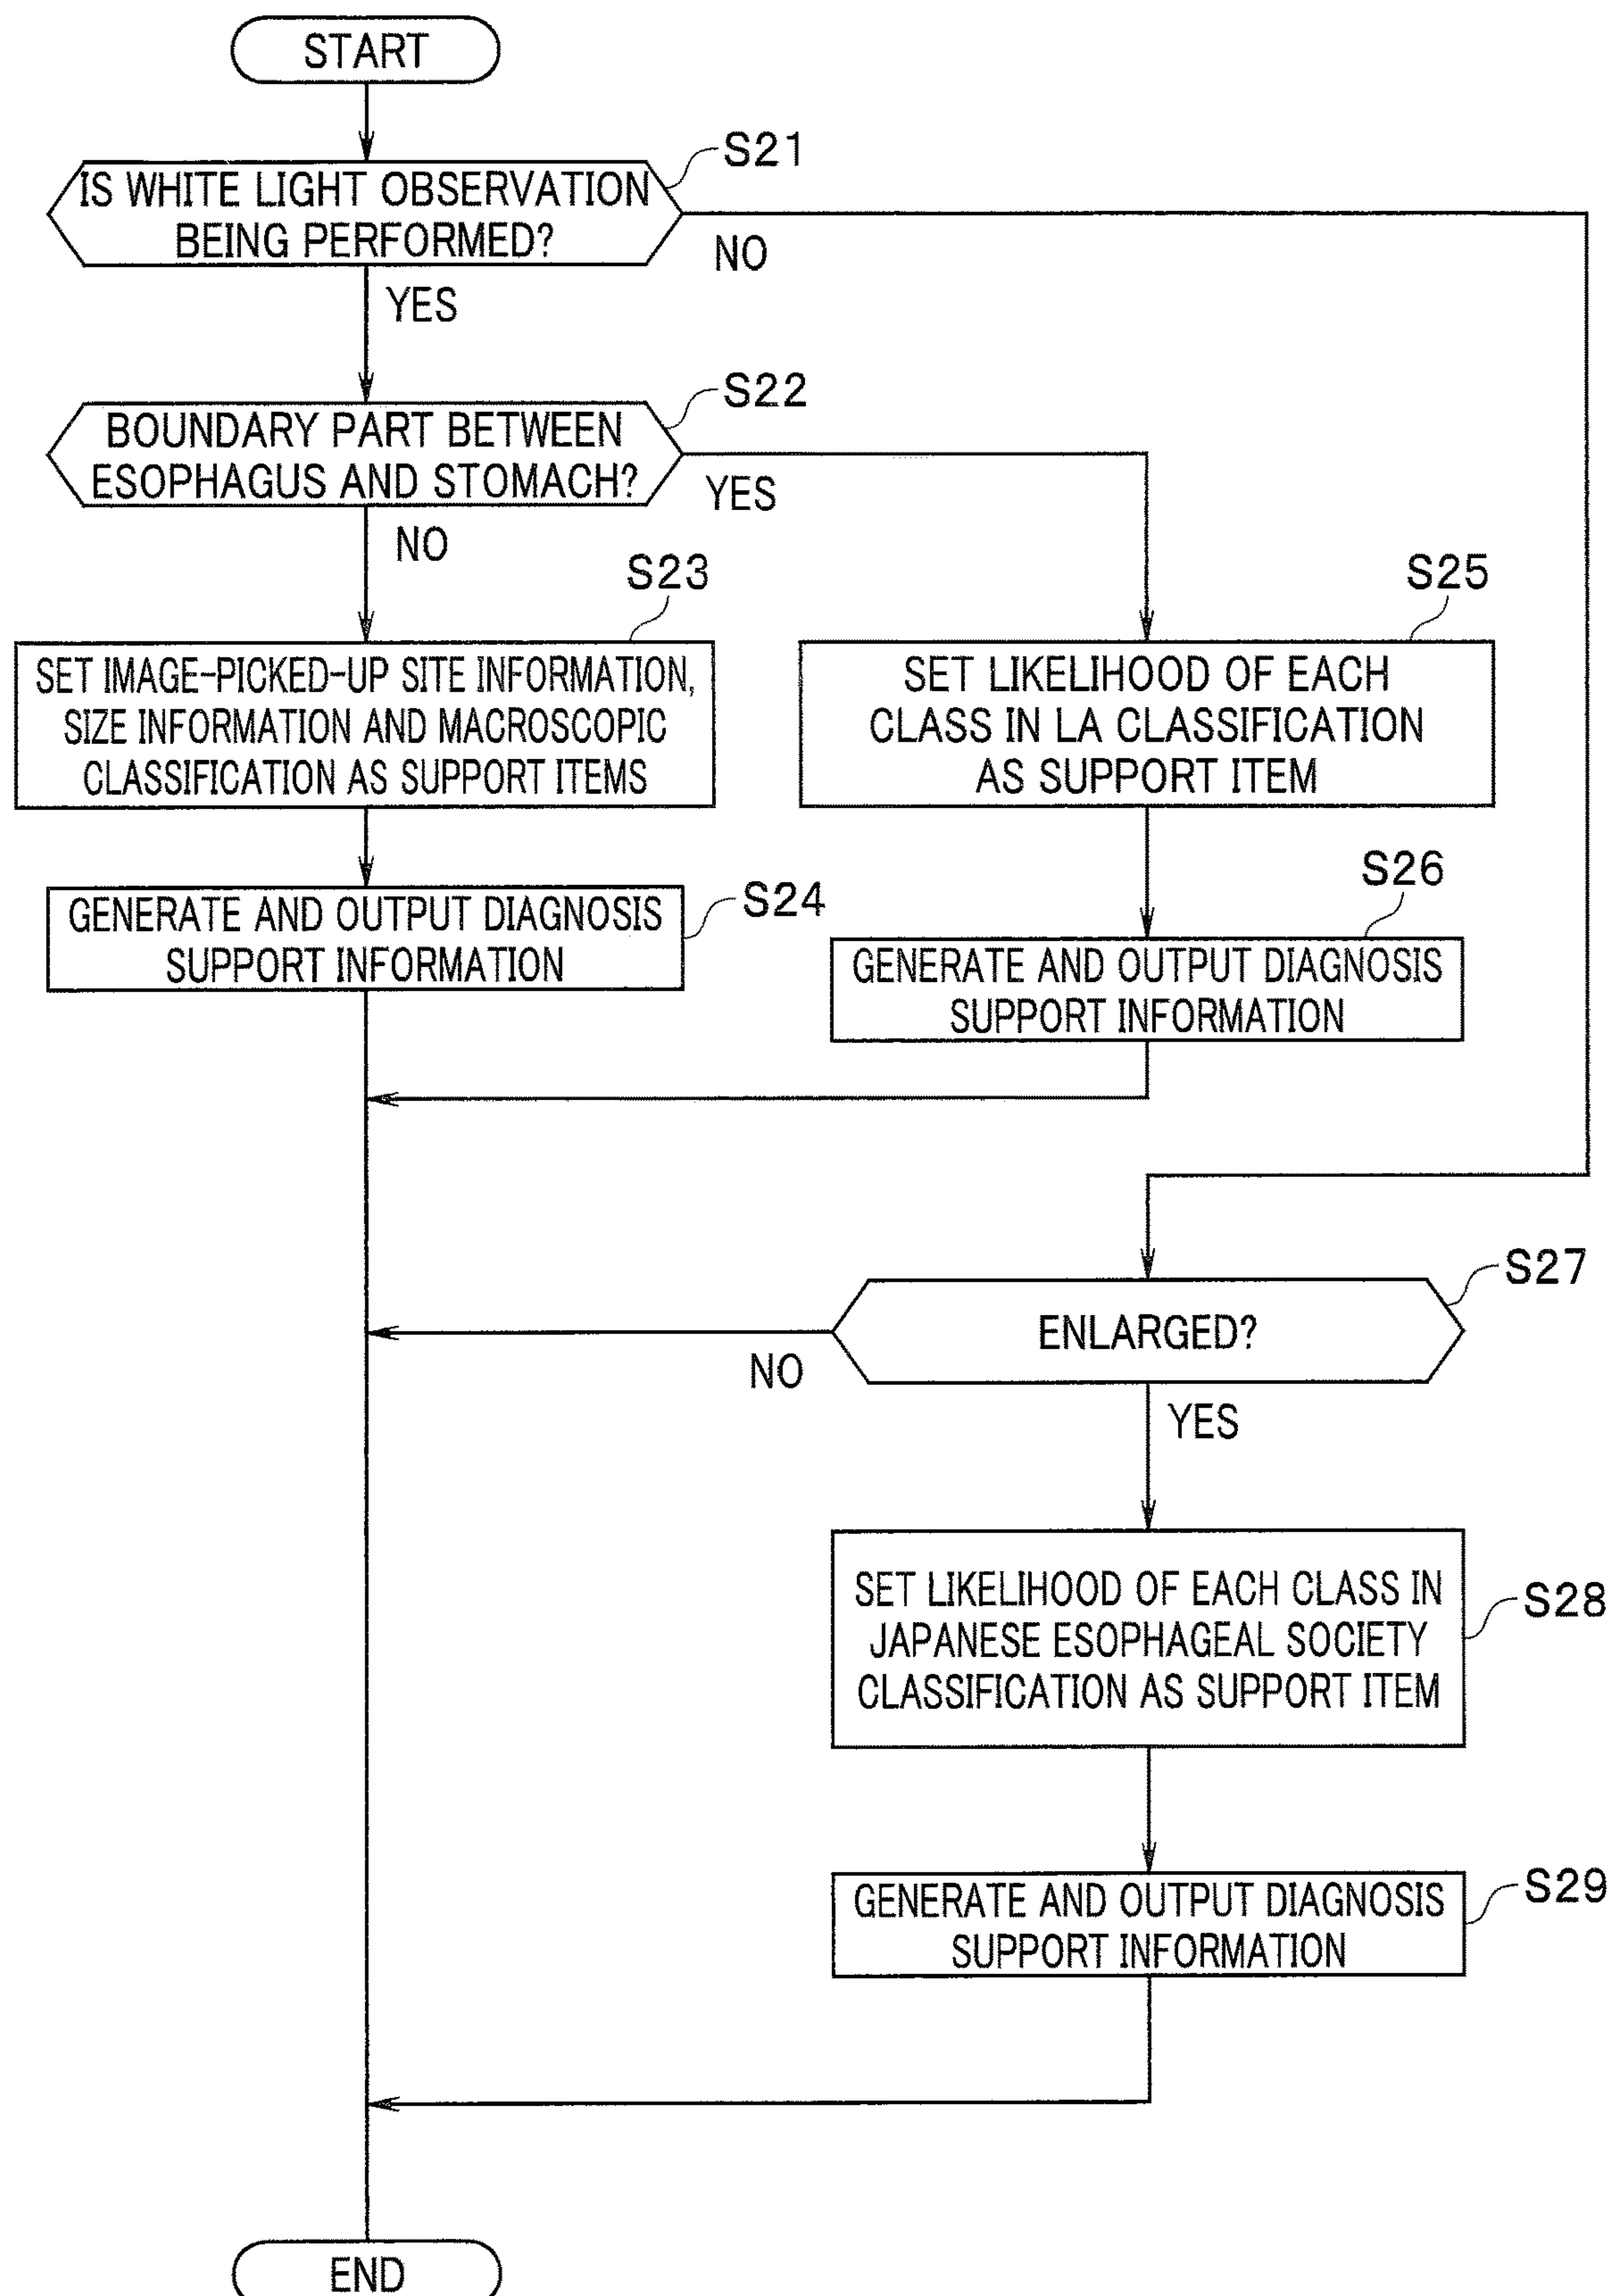 START
S21
IS WHITE LIGHT OBSERVATION
BEING PERFORMED?
NO
YES
S22
BOUNDARY PART BETWEEN
ESOPHAGUS AND STOMACH?
YES
NO
S23
SET IMAGE-PICKED-UP SITE INFORMATION,
SIZE INFORMATION AND MACROSCOPIC
CLASSIFICATION AS SUPPORT ITEMS
S25
SET LIKELIHOOD OF EACH
CLASS IN LA CLASSIFICATION
AS SUPPORT ITEM
S24
GENERATE AND OUTPUT DIAGNOSIS
SUPPORT INFORMATION
S26
GENERATE AND OUTPUT DIAGNOSIS
SUPPORT INFORMATION
S27
ENLARGED?
NO
YES
S28
SET LIKELIHOOD OF EACH CLASS IN
JAPANESE ESOPHAGEAL SOCIETY
CLASSIFICATION AS SUPPORT ITEM
S29
GENERATE AND OUTPUT DIAGNOSIS
SUPPORT INFORMATION
END